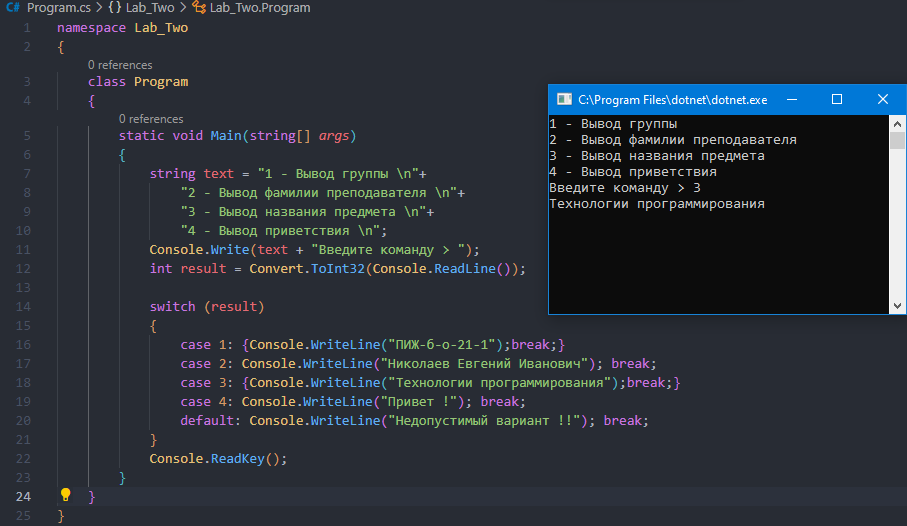 C# Program.cs > {} Lab_Two > Lab_Two.Program
1 namespace Lab_Two
2 {
0 references
3 class Program
4 {
0 references
5 static void Main(string[] args)
6 {
7 string text = "1 - Вывод группы \n"+
8 "2 - Вывод фамилии преподавателя \n"+
9 "3 - Вывод названия предмета \n"+
10 "4 - Вывод приветствия \n";
11 Console.Write(text + "Введите команду > ");
12 int result = Convert.ToInt32(Console.ReadLine());
13
14 switch (result)
15 {
16 case 1: {Console.WriteLine("ПИЖ-б-о-21-1");break;}
17 case 2: Console.WriteLine("Николаев Евгений Иванович"); break;
18 case 3: {Console.WriteLine("Технологии программирования");break;}
19 case 4: Console.WriteLine("Привет !"); break;
20 default: Console.WriteLine("Недопустимый вариант !!"); break;
21 }
22 Console.ReadKey();
23 }
24 }
25 }
C:\Program Files\dotnet\dotnet.exe
1 - Вывод группы
2 - Вывод фамилии преподавателя
3 - Вывод названия предмета
4 - Вывод приветствия
Введите команду > 3
Технологии программирования